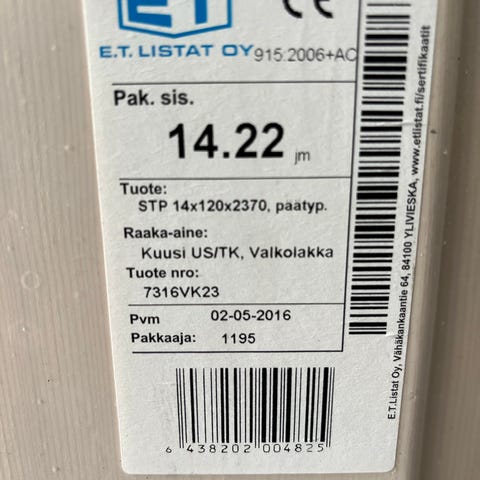 ET
CE
E.T. LISTAT OY 915:2006+AC
Pak. sis.
14.22 jm
Tuote:
STP 14x120x2370, päätyp.
Raaka-aine:
Kuusi US/TK, Valkolakka
Tuote nro:
7316VK23
Pvm 02-05-2016
Pakkaaja: 1195
6 438202 004825
E.T.Listat Oy, Vähäkankaantie 64, 84100 YLIVIESKA, www.etlistat.fi/sertifikaatit